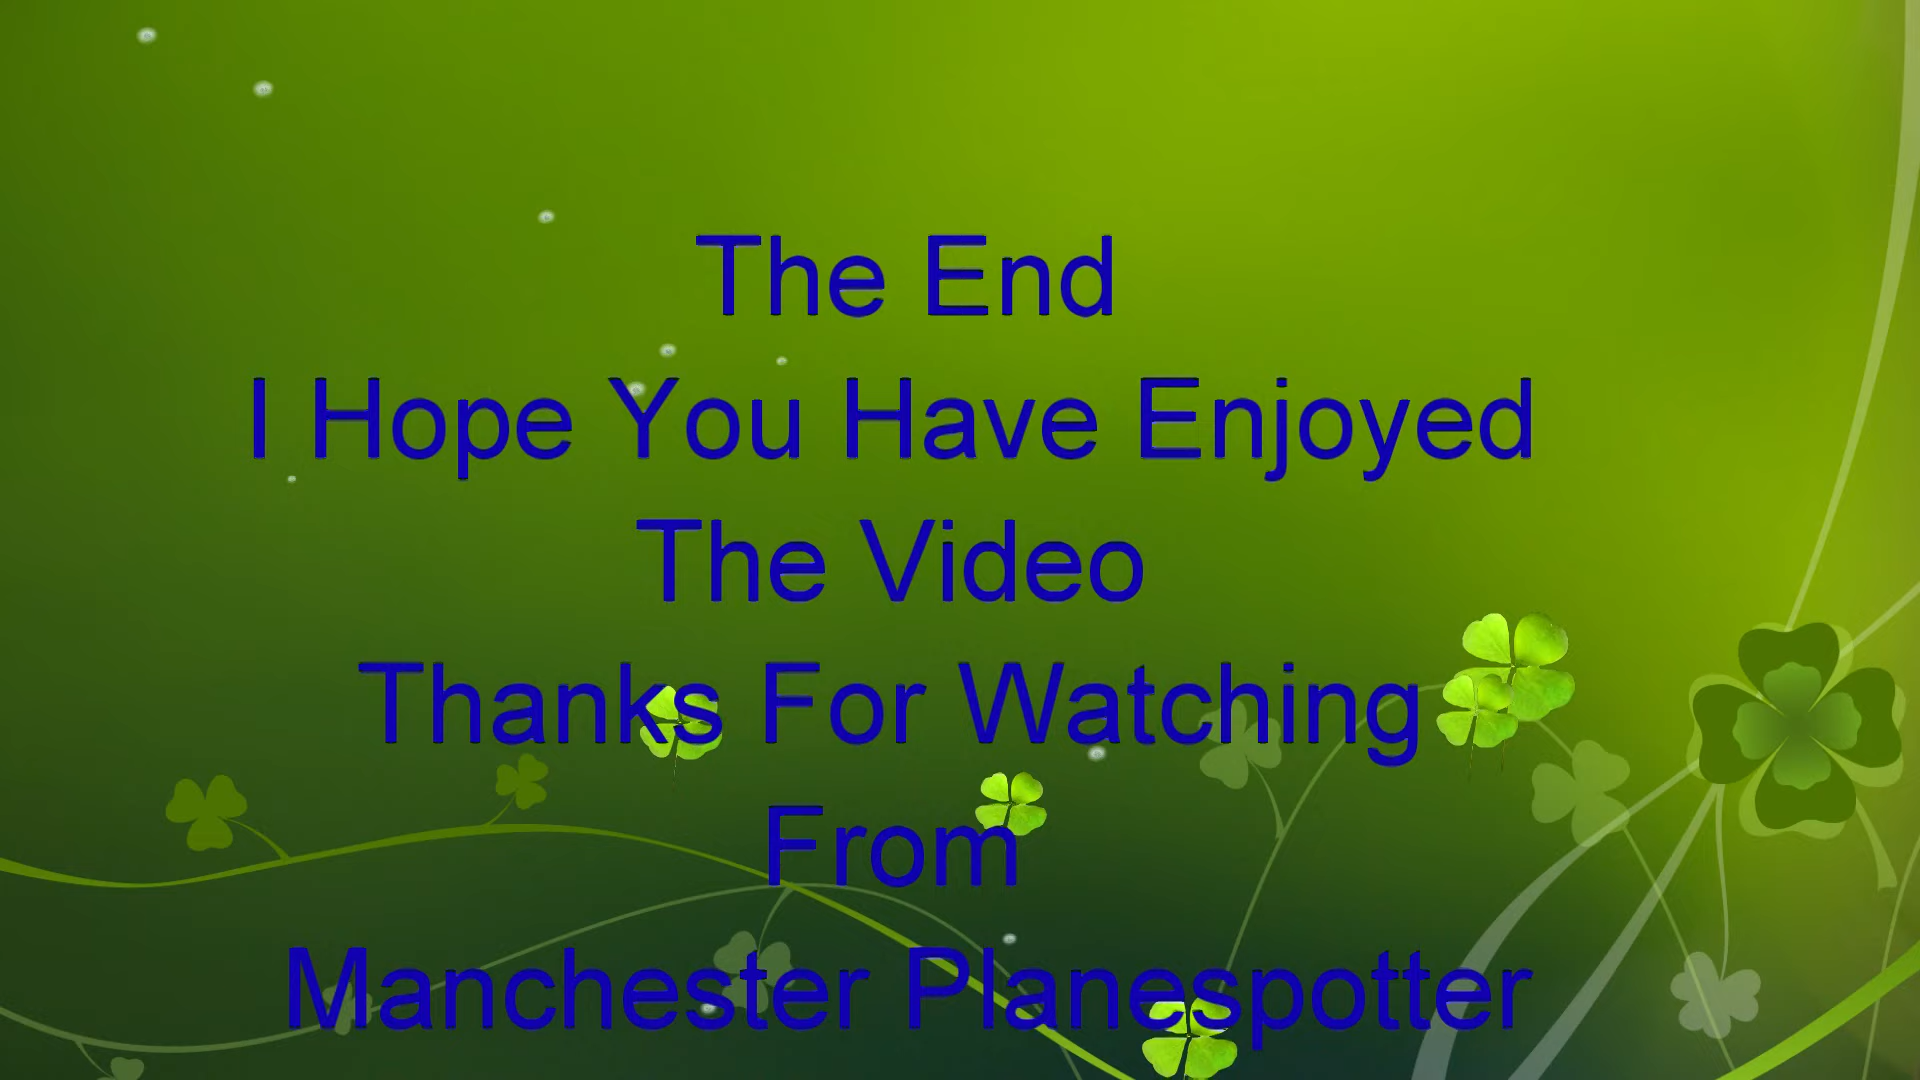 The End
I Hope You Have Enjoyed
The Video
Thanks For Watching
From
Manchester Planespotter